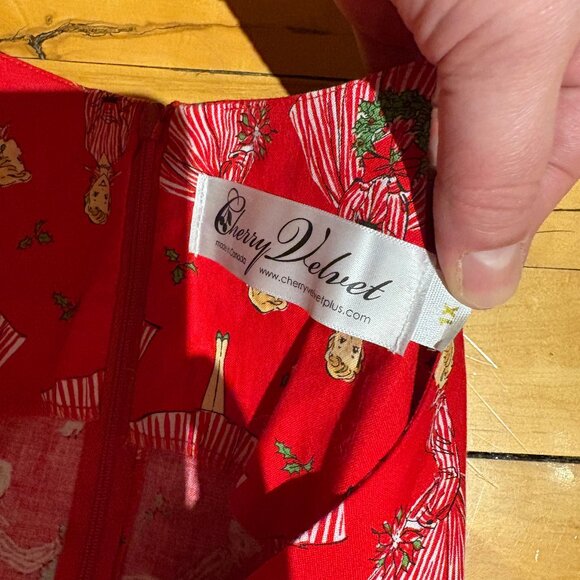 Cherry Velvet
made in Canada
www.cherryvelvetplus.com
1X